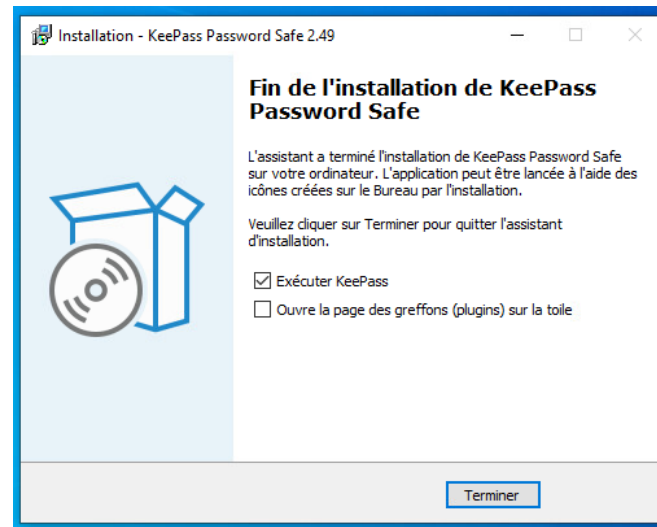 Installation - KeePass Password Safe 2.49
Fin de l'installation de KeePass
Password Safe
L'assistant a terminé l'installation de KeePass Password Safe
sur votre ordinateur. L'application peut être lancée à l'aide des
icônes créées sur le Bureau par l'installation.
Veuillez cliquer sur Terminer pour quitter l'assistant
d'installation.
Exécuter KeePass
Ouvre la page des greffons (plugins) sur la toile
Terminer